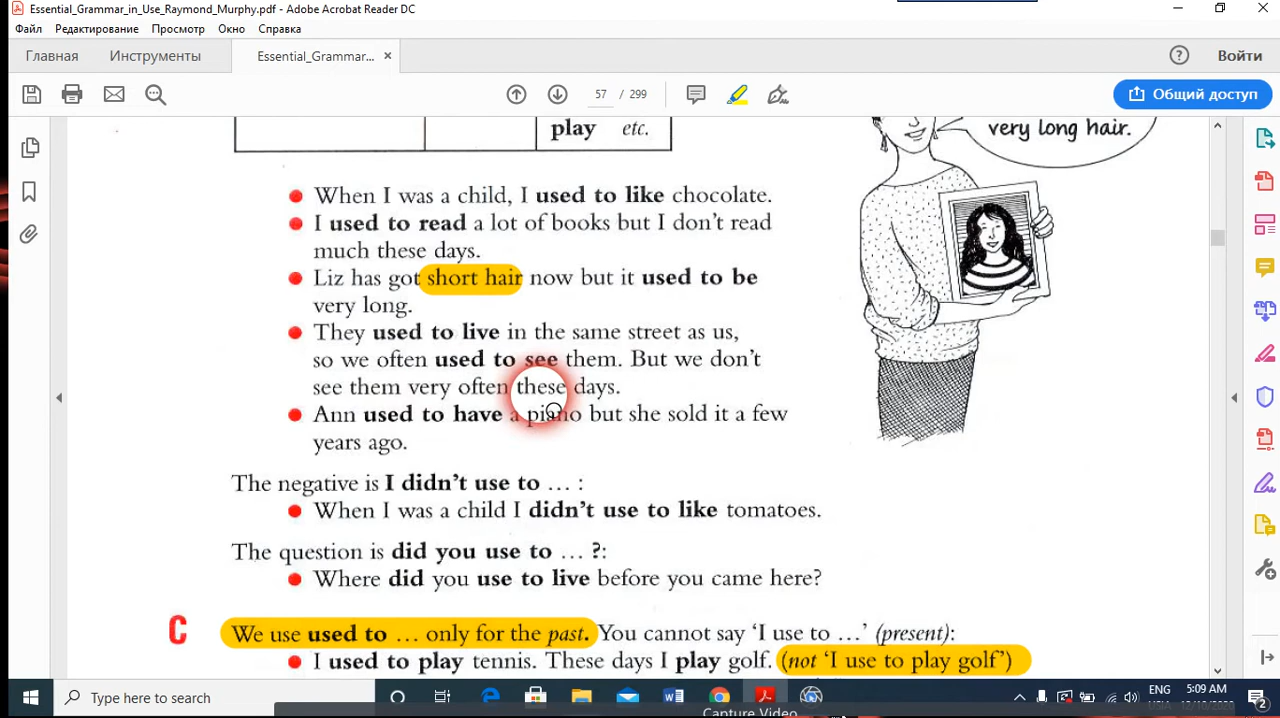 Essential_Grammar_in_Use_Raymond_Murphy.pdf - Adobe Acrobat Reader DC
Файл Редактирование Просмотр Окно Справка
Главная Инструменты Essential_Grammar... × Войти
57 / 299 Общий доступ
play etc.
very long hair.
When I was a child, I used to like chocolate.
I used to read a lot of books but I don't read
much these days.
Liz has got short hair now but it used to be
very long.
They used to live in the same street as us,
so we often used to see them. But we don't
see them very often these days.
Ann used to have a piano but she sold it a few
years ago.
The negative is I didn't use to ... :
When I was a child I didn't use to like tomatoes.
The question is did you use to ... ?:
Where did you use to live before you came here?
C We use used to ... only for the past. You cannot say 'I use to ...' (present):
I used to play tennis. These days I play golf. (not 'I use to play golf')
Type here to search
ENG 5:09 AM
Capture Video